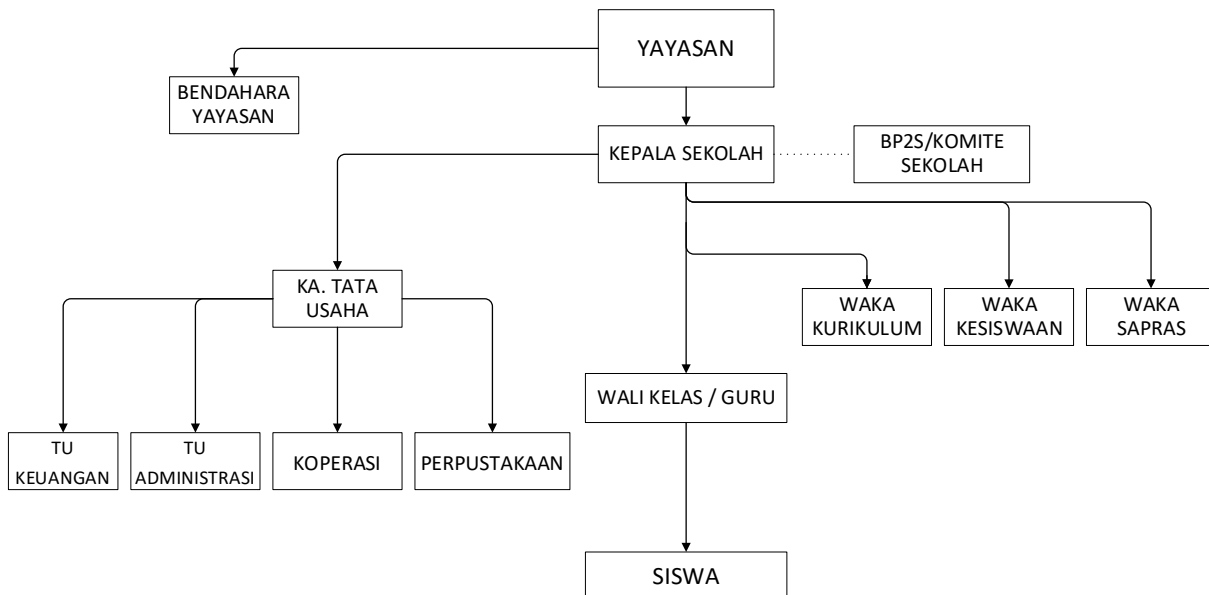 YAYASAN
BENDAHARA
YAYASAN
KEPALA SEKOLAH
BP2S/KOMITE
SEKOLAH
KA. TATA
USAHA
WAKA
KURIKULUM
WAKA
KESISWAAN
WAKA
SAPRAS
WALI KELAS / GURU
TU
KEUANGAN
TU
ADMINISTRASI
KOPERASI
PERPUSTAKAAN
SISWA